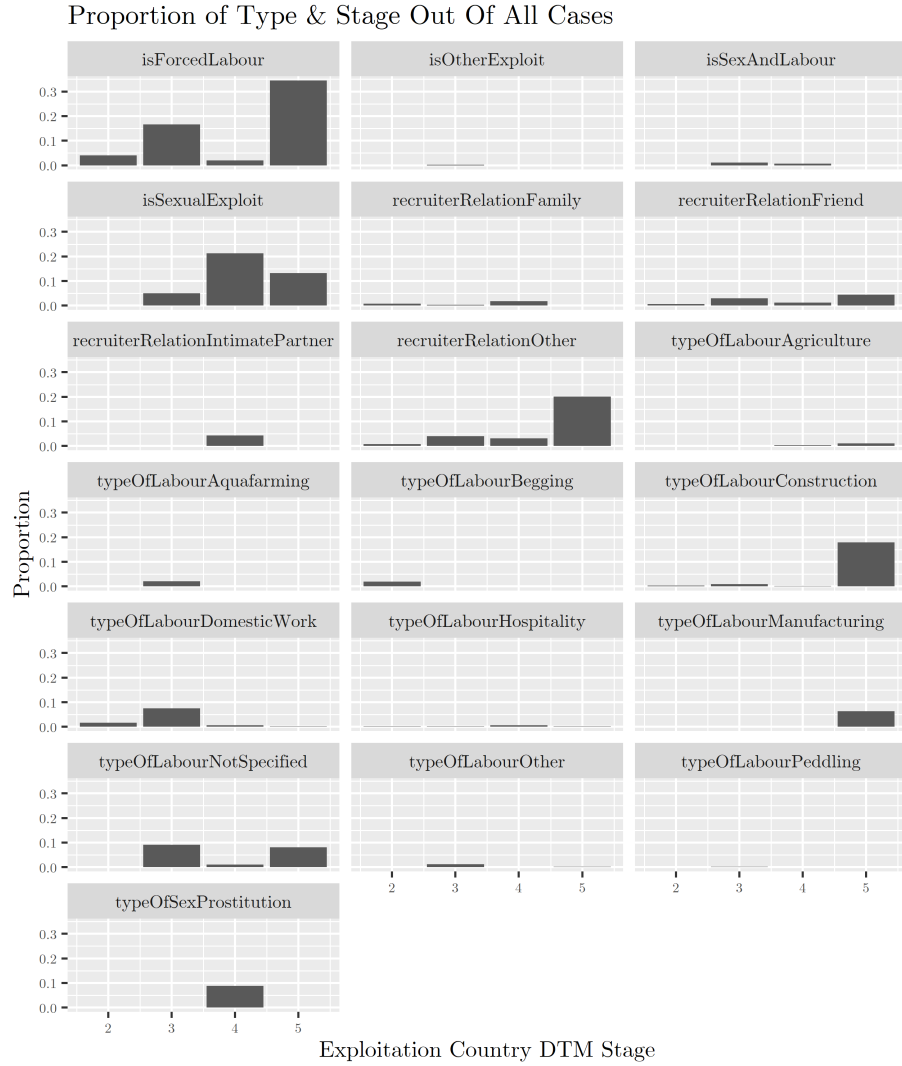 Proportion of Type & Stage Out Of All Cases
isForcedLabour
isOtherExploit
isSexAndLabour
0.3
0.2
0.1
0.0
isSexualExploit
recruiterRelationFamily
recruiterRelationFriend
0.3
0.2
0.1
0.0
recruiterRelationIntimatePartner
recruiterRelationOther
typeOfLabourAgriculture
0.3
0.2
0.1
0.0
typeOfLabourAquafarming
typeOfLabourBegging
typeOfLabourConstruction
0.3
0.2
0.1
0.0
Proportion
typeOfLabourDomesticWork
typeOfLabourHospitality
typeOfLabourManufacturing
0.3
0.2
0.1
0.0
typeOfLabourNotSpecified
typeOfLabourOther
typeOfLabourPeddling
0.3
0.2
0.1
0.0
2 3 4 5
2 3 4 5
typeOfSexProstitution
0.3
0.2
0.1
0.0
2 3 4 5
Exploitation Country DTM Stage